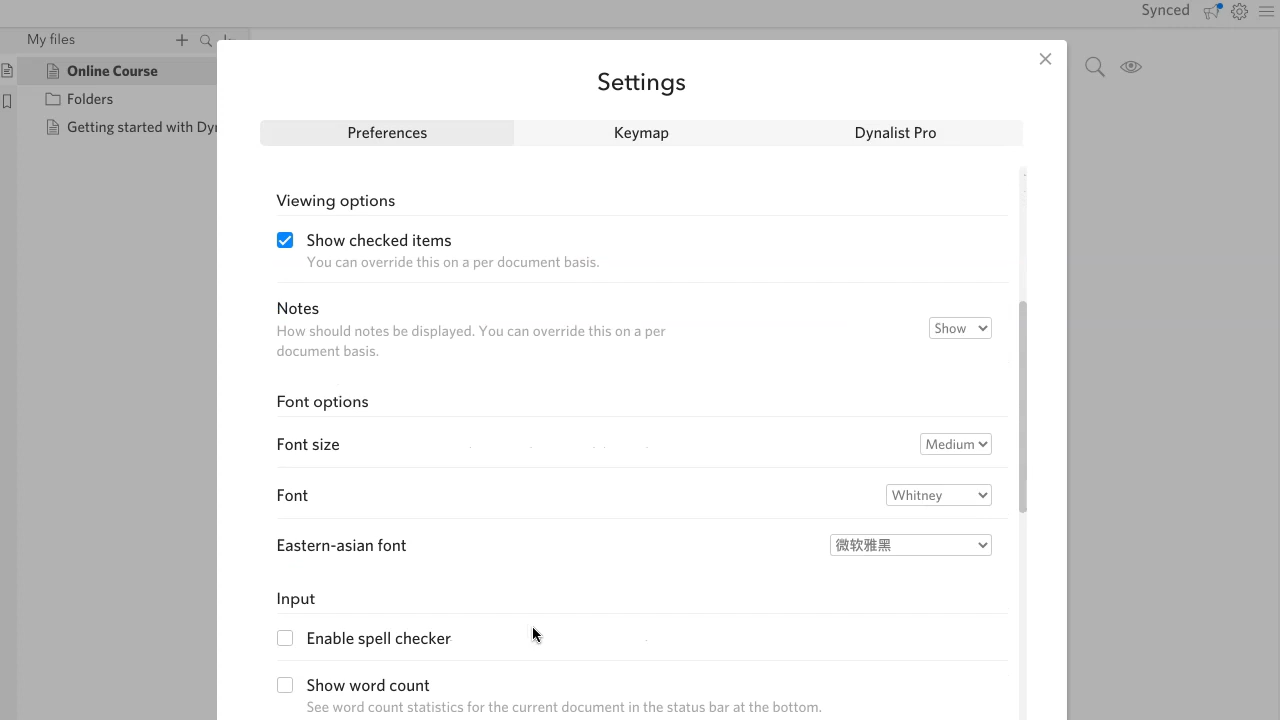 Synced
My files
Online Course
Folders
Getting started with Dyn
Settings
Preferences
Keymap
Dynalist Pro
Viewing options
Show checked items
You can override this on a per document basis.
Notes
How should notes be displayed. You can override this on a per
document basis.
Show
Font options
Font size
Medium
Font
Whitney
Eastern-asian font
微软雅黑
Input
Enable spell checker
Show word count
See word count statistics for the current document in the status bar at the bottom.